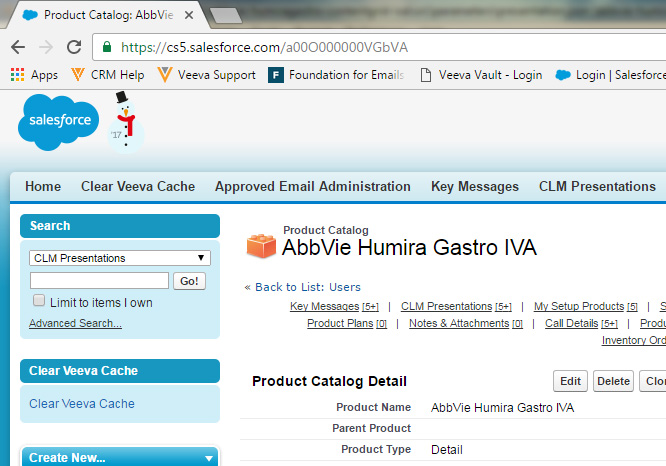 Product Catalog: AbbVie
https://cs5.salesforce.com/a00O000000VGbVA
Apps CRM Help Veeva Support Foundation for Emails Veeva Vault - Login Login | Salesforce
salesforce '17
Home Clear Veeva Cache Approved Email Administration Key Messages CLM Presentations
Search
CLM Presentations
Go!
Limit to items I own
Advanced Search...
Clear Veeva Cache
Clear Veeva Cache
Create New...
Product Catalog
AbbVie Humira Gastro IVA
« Back to List: Users
Key Messages [5+] | CLM Presentations [5+] | My Setup Products [5] | S
Product Plans [0] | Notes & Attachments [0] | Call Details [5+] | Produ
Inventory Ord
Product Catalog Detail Edit Delete Clo
Product Name AbbVie Humira Gastro IVA
Parent Product
Product Type Detail